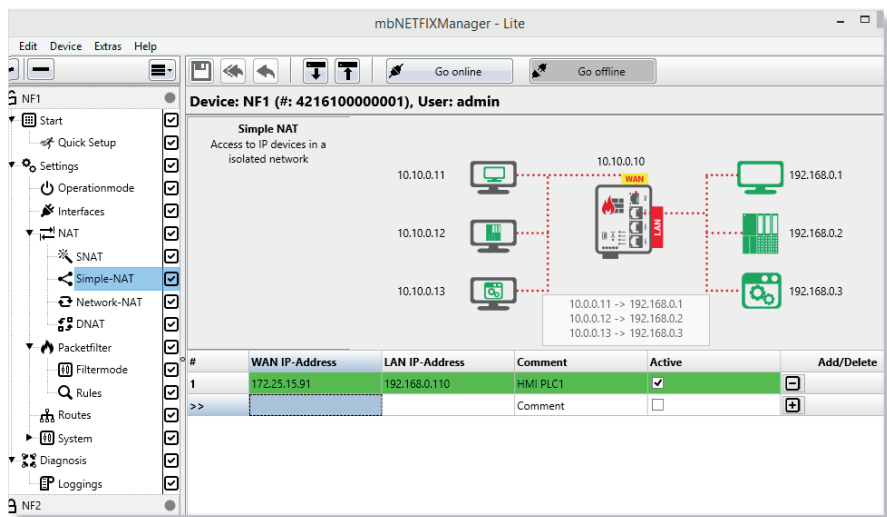 mbNETFIXManager - Lite
Edit Device Extras Help
Go online
Go offline
NF1
Start
Quick Setup
Settings
Operationmode
Interfaces
NAT
SNAT
Simple-NAT
Network-NAT
DNAT
Packetfilter
Filtermode
Rules
Routes
System
Diagnosis
Loggings
NF2
Device: NF1 (#: 4216100000001), User: admin
Simple NAT
Access to IP devices in a
isolated network
10.10.0.11
10.10.0.12
10.10.0.13
10.10.0.10
WAN
LAN
192.168.0.1
192.168.0.2
192.168.0.3
10.0.0.11 -> 192.168.0.1
10.0.0.12 -> 192.168.0.2
10.0.0.13 -> 192.168.0.3
# WAN IP-Address LAN IP-Address Comment Active Add/Delete
1 172.25.15.91 192.168.0.110 HMI PLC1
>> Comment